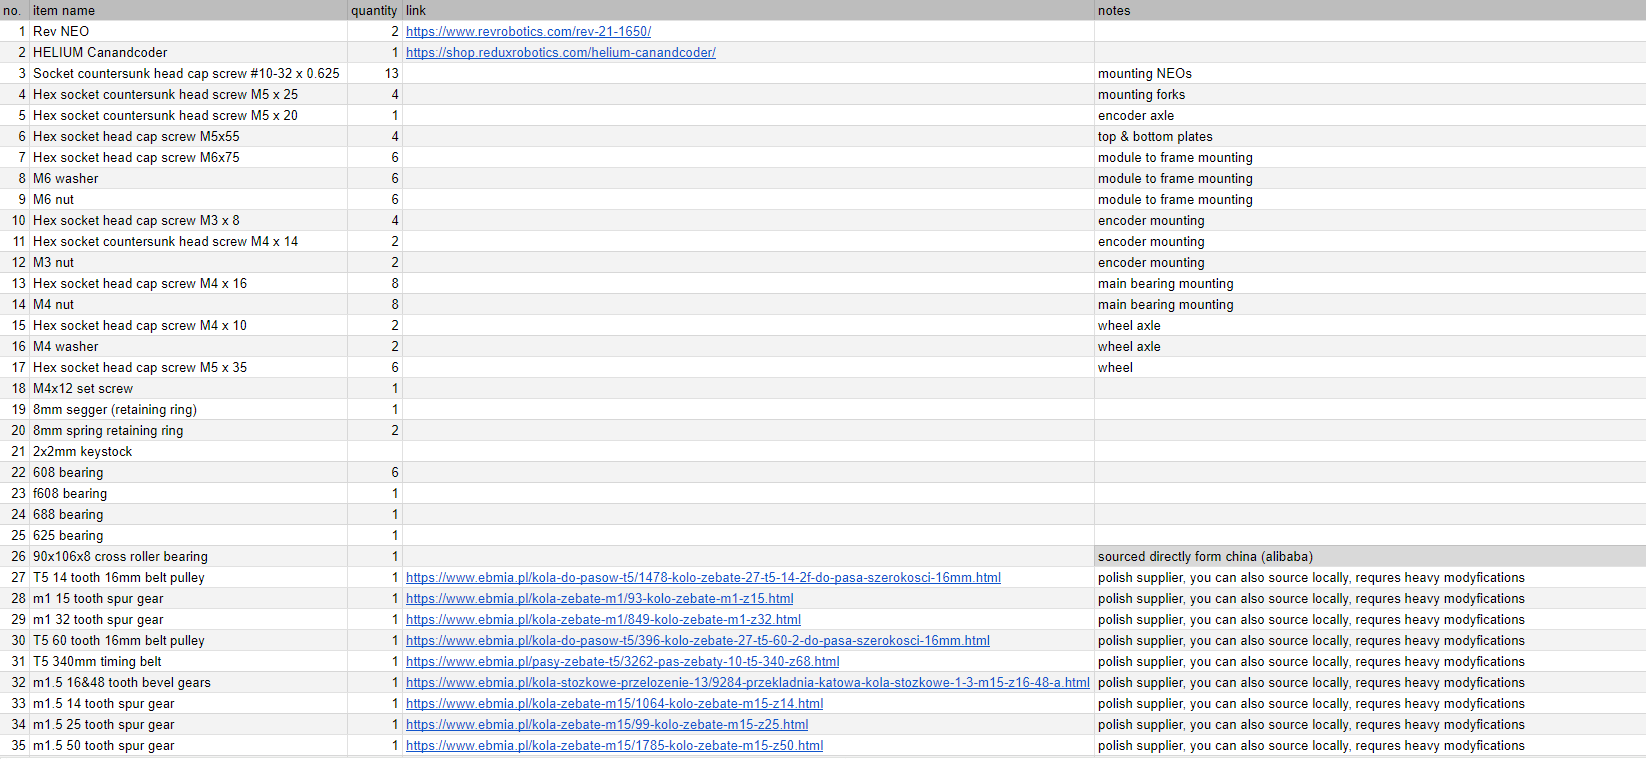 no. item name quantity link notes
1 Rev NEO 2 https://www.revrobotics.com/rev-21-1650/
2 HELIUM Canandcoder 1 https://shop.reduxrobotics.com/helium-canandcoder/
3 Socket countersunk head cap screw #10-32 x 0.625 13 mounting NEOs
4 Hex socket countersunk head screw M5 x 25 4 mounting forks
5 Hex socket countersunk head screw M5 x 20 1 encoder axle
6 Hex socket head cap screw M5x55 4 top & bottom plates
7 Hex socket head cap screw M6x75 6 module to frame mounting
8 M6 washer 6 module to frame mounting
9 M6 nut 6 module to frame mounting
10 Hex socket head cap screw M3 x 8 4 encoder mounting
11 Hex socket countersunk head screw M4 x 14 2 encoder mounting
12 M3 nut 2 encoder mounting
13 Hex socket head cap screw M4 x 16 8 main bearing mounting
14 M4 nut 8 main bearing mounting
15 Hex socket head cap screw M4 x 10 2 wheel axle
16 M4 washer 2 wheel axle
17 Hex socket head cap screw M5 x 35 6 wheel
18 M4x12 set screw 1
19 8mm segger (retaining ring) 1
20 8mm spring retaining ring 2
21 2x2mm keystock
22 608 bearing 6
23 f608 bearing 1
24 688 bearing 1
25 625 bearing 1
26 90x106x8 cross roller bearing 1 sourced directly form china (alibaba)
27 T5 14 tooth 16mm belt pulley 1 https://www.ebmia.pl/kola-do-pasow-t5/1478-kolo-zebate-27-t5-14-2f-do-pasa-szerokosci-16mm.html polish supplier, you can also source locally, requres heavy modyfications
28 m1 15 tooth spur gear 1 https://www.ebmia.pl/kola-zebate-m1/93-kolo-zebate-m1-z15.html polish supplier, you can also source locally, requres heavy modyfications
29 m1 32 tooth spur gear 1 https://www.ebmia.pl/kola-zebate-m1/849-kolo-zebate-m1-z32.html polish supplier, you can also source locally, requres heavy modyfications
30 T5 60 tooth 16mm belt pulley 1 https://www.ebmia.pl/kola-do-pasow-t5/396-kolo-zebate-27-t5-60-2-do-pasa-szerokosci-16mm.html polish supplier, you can also source locally, requres heavy modyfications
31 T5 340mm timing belt 1 https://www.ebmia.pl/pasy-zebate-t5/3262-pas-zebaty-10-t5-340-z68.html polish supplier, you can also source locally, requres heavy modyfications
32 m1.5 16&48 tooth bevel gears 1 https://www.ebmia.pl/kola-stozkowe-przelozenie-13/9284-przekladnia-katowa-kola-stozkowe-1-3-m15-z16-48-a.html polish supplier, you can also source locally, requres heavy modyfications
33 m1.5 14 tooth spur gear 1 https://www.ebmia.pl/kola-zebate-m15/1064-kolo-zebate-m15-z14.html polish supplier, you can also source locally, requres heavy modyfications
34 m1.5 25 tooth spur gear 1 https://www.ebmia.pl/kola-zebate-m15/99-kolo-zebate-m15-z25.html polish supplier, you can also source locally, requres heavy modyfications
35 m1.5 50 tooth spur gear 1 https://www.ebmia.pl/kola-zebate-m15/1785-kolo-zebate-m15-z50.html polish supplier, you can also source locally, requres heavy modyfications